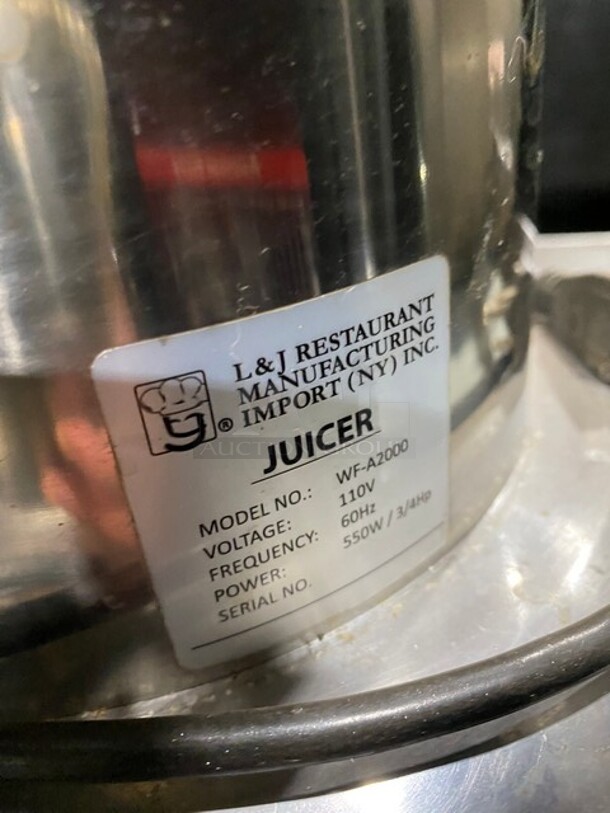 L & J RESTAURANT
MANUFACTURING
IMPORT (NY) INC.
®
JUICER
MODEL NO.: WF-A2000
VOLTAGE: 110V
FREQUENCY: 60Hz
POWER: 550W / 3/4Hp
SERIAL NO.